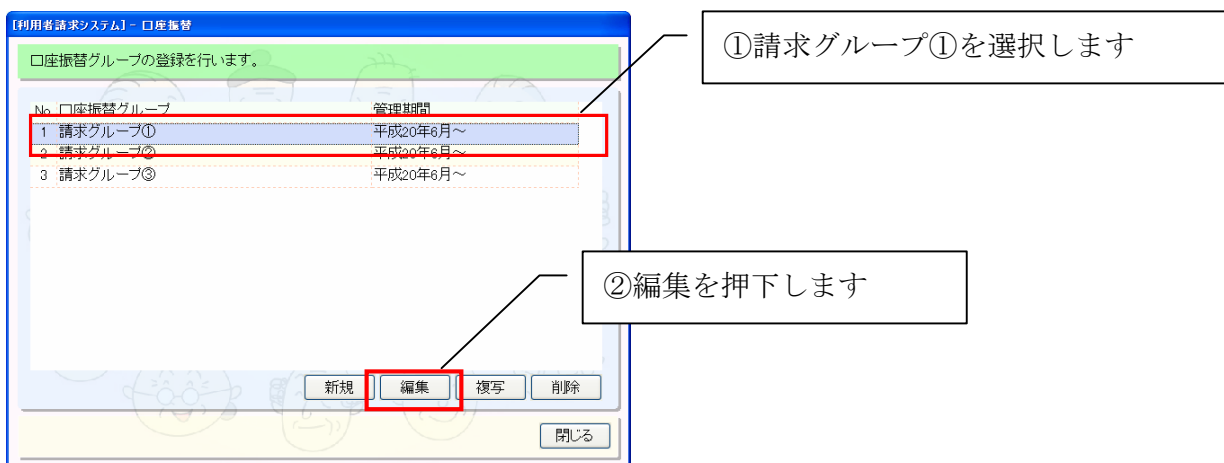 [利用者請求システム] - 口座振替
口座振替グループの登録を行います。
No 口座振替グループ 管理期間
1 請求グループ① 平成20年6月～
2 請求グループ② 平成20年6月～
3 請求グループ③ 平成20年6月～
新規 編集 複写 削除
閉じる
①請求グループ①を選択します
②編集を押下します